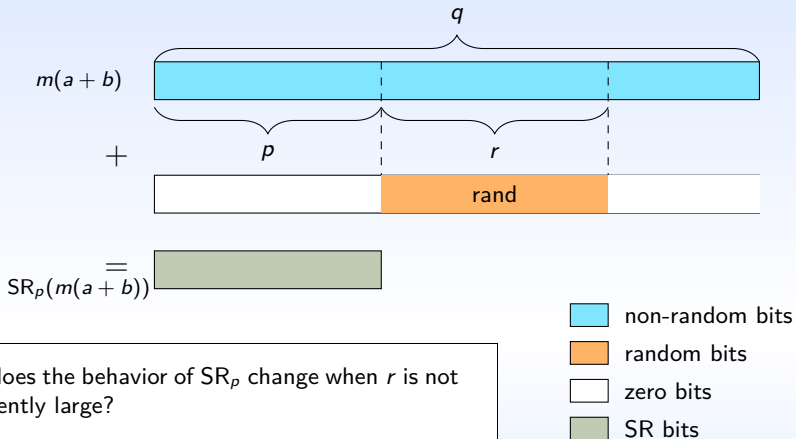 q
m(a + b)
p
r
+
rand
=
SR_p(m(a + b))
non-random bits
random bits
does the behavior of SR_p change when r is not
ently large?
zero bits
SR bits